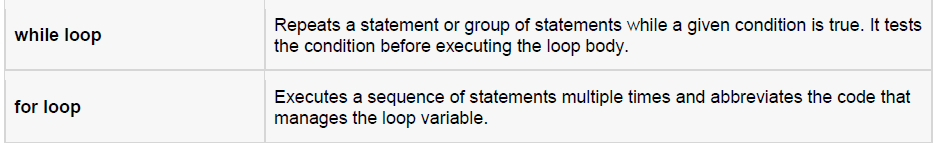 while loop
Repeats a statement or group of statements while a given condition is true. It tests
the condition before executing the loop body.
for loop
Executes a sequence of statements multiple times and abbreviates the code that
manages the loop variable.